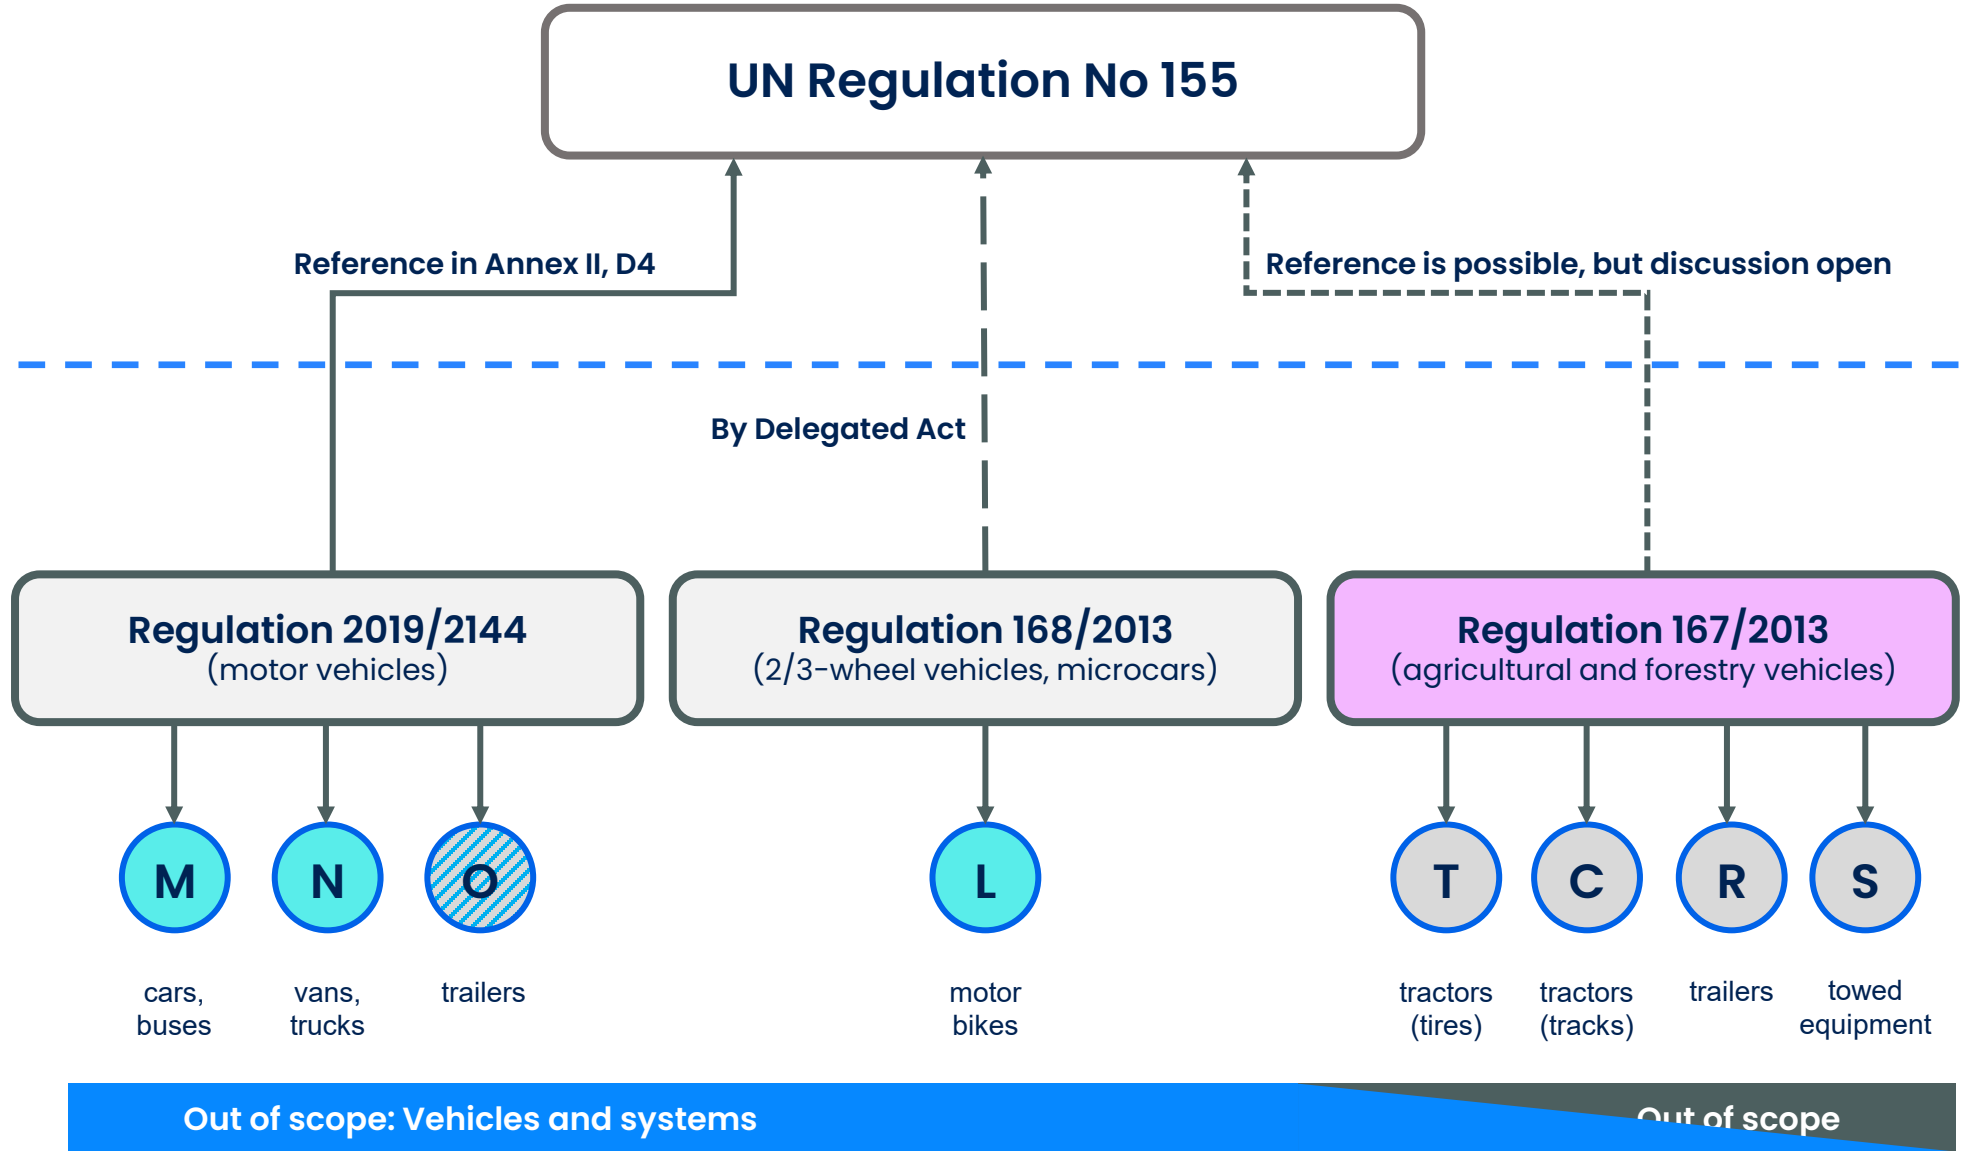 UN Regulation No 155
Reference in Annex II, D4
Reference is possible, but discussion open
By Delegated Act
Regulation 2019/2144
(motor vehicles)
Regulation 168/2013
(2/3-wheel vehicles, microcars)
Regulation 167/2013
(agricultural and forestry vehicles)
M
N
O
L
T
C
R
S
cars,
buses
vans,
trucks
trailers
motor
bikes
tractors
(tires)
tractors
(tracks)
trailers
towed
equipment
Out of scope: Vehicles and systems
Out of scope